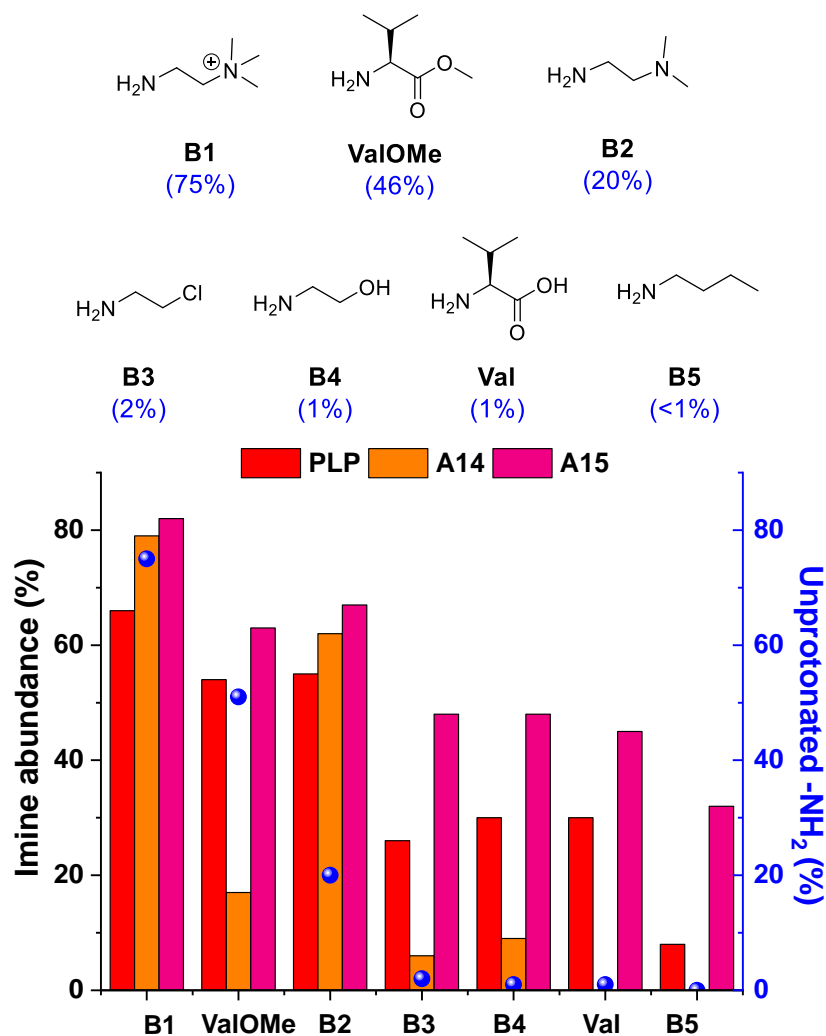 H₂N ⊕ N
H₂N O O
H₂N N
B1 ValOMe B2
(75%) (46%) (20%)
H₂N Cl
H₂N OH
H₂N OH O
H₂N
B3 B4 Val B5
(2%) (1%) (1%) (<1%)
PLP A14 A15
Imine abundance (%)
80 80
60 60
40 40
20 20
0 0
Unprotonated -NH₂ (%)
B1 ValOMe B2 B3 B4 Val B5